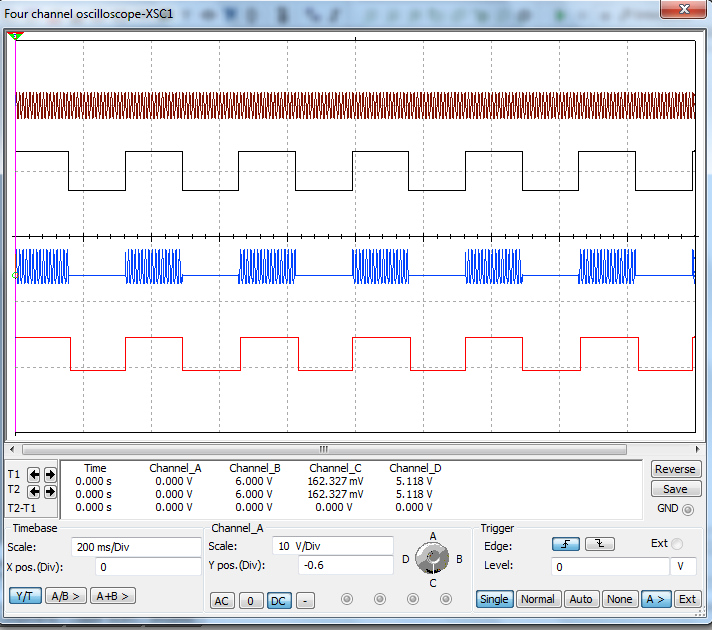 Four channel oscilloscope-XSC1
Time Channel_A Channel_B Channel_C Channel_D
T1 0.000 s 0.000 V 6.000 V 162.327 mV 5.118 V
T2 0.000 s 0.000 V 6.000 V 162.327 mV 5.118 V
T2-T1 0.000 s 0.000 V 0.000 V 0.000 V 0.000 V
Reverse
Save
GND
Timebase
Scale: 200 ms/Div
X pos.(Div): 0
Y/T A/B > A+B >
Channel_A
Scale: 10 V/Div
Y pos.(Div): -0.6
AC 0 DC -
A
D B
C
Trigger
Edge: Ext
Level: 0 V
Single Normal Auto None A > Ext